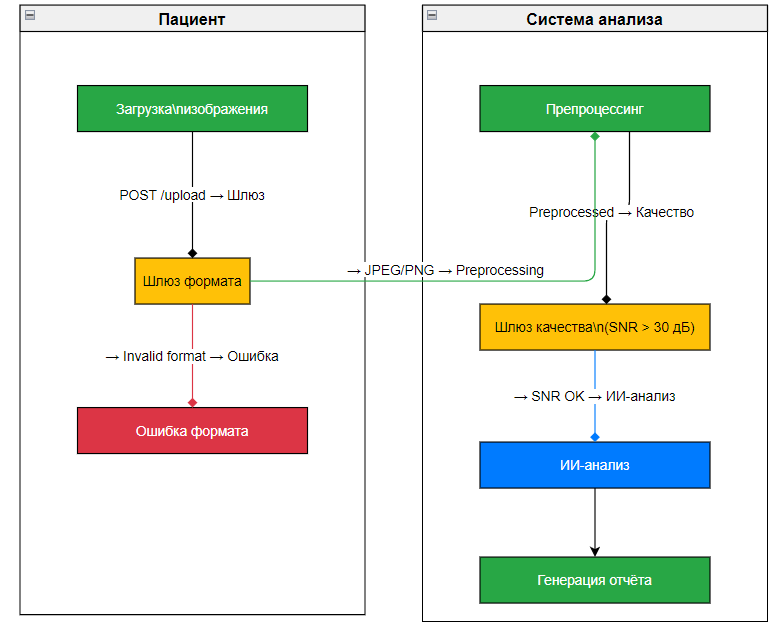 Пациент
Загрузка\nизображения
POST /upload → Шлюз
Шлюз формата
→ JPEG/PNG → Preprocessing
→ Invalid format → Ошибка
Ошибка формата
Система анализа
Препроцессинг
Preprocessed → Качество
Шлюз качества\n(SNR > 30 дБ)
→ SNR OK → ИИ-анализ
ИИ-анализ
Генерация отчёта